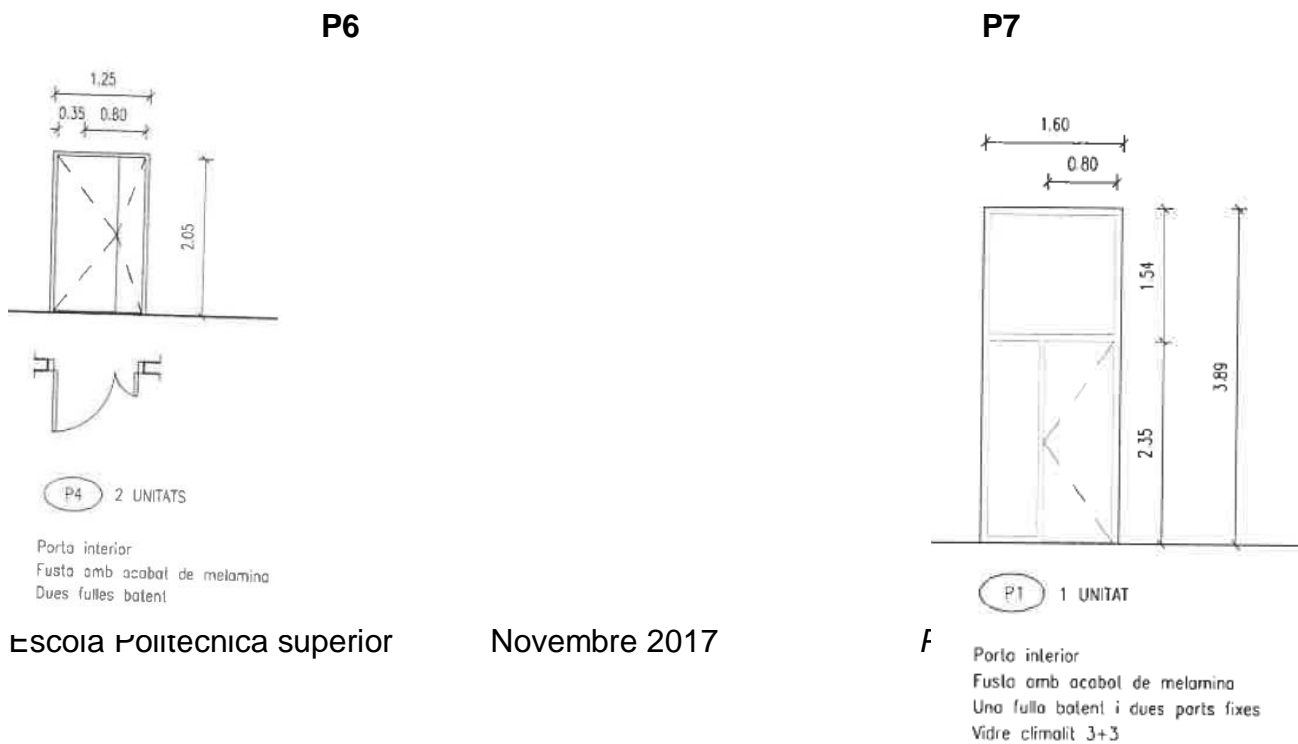 P6
P7
1.25
0.35 0.80
2.05
P4 2 UNITATS
Porta interior
Fusta amb acabat de melamina
Dues fulles batent
1.60
0.80
1.54
3.89
2.35
P1 1 UNITAT
Porta interior
Fusta amb acabat de melamina
Una fulla batent i dues parts fixes
Vidre climalit 3+3
Escola Politècnica superior Novembre 2017